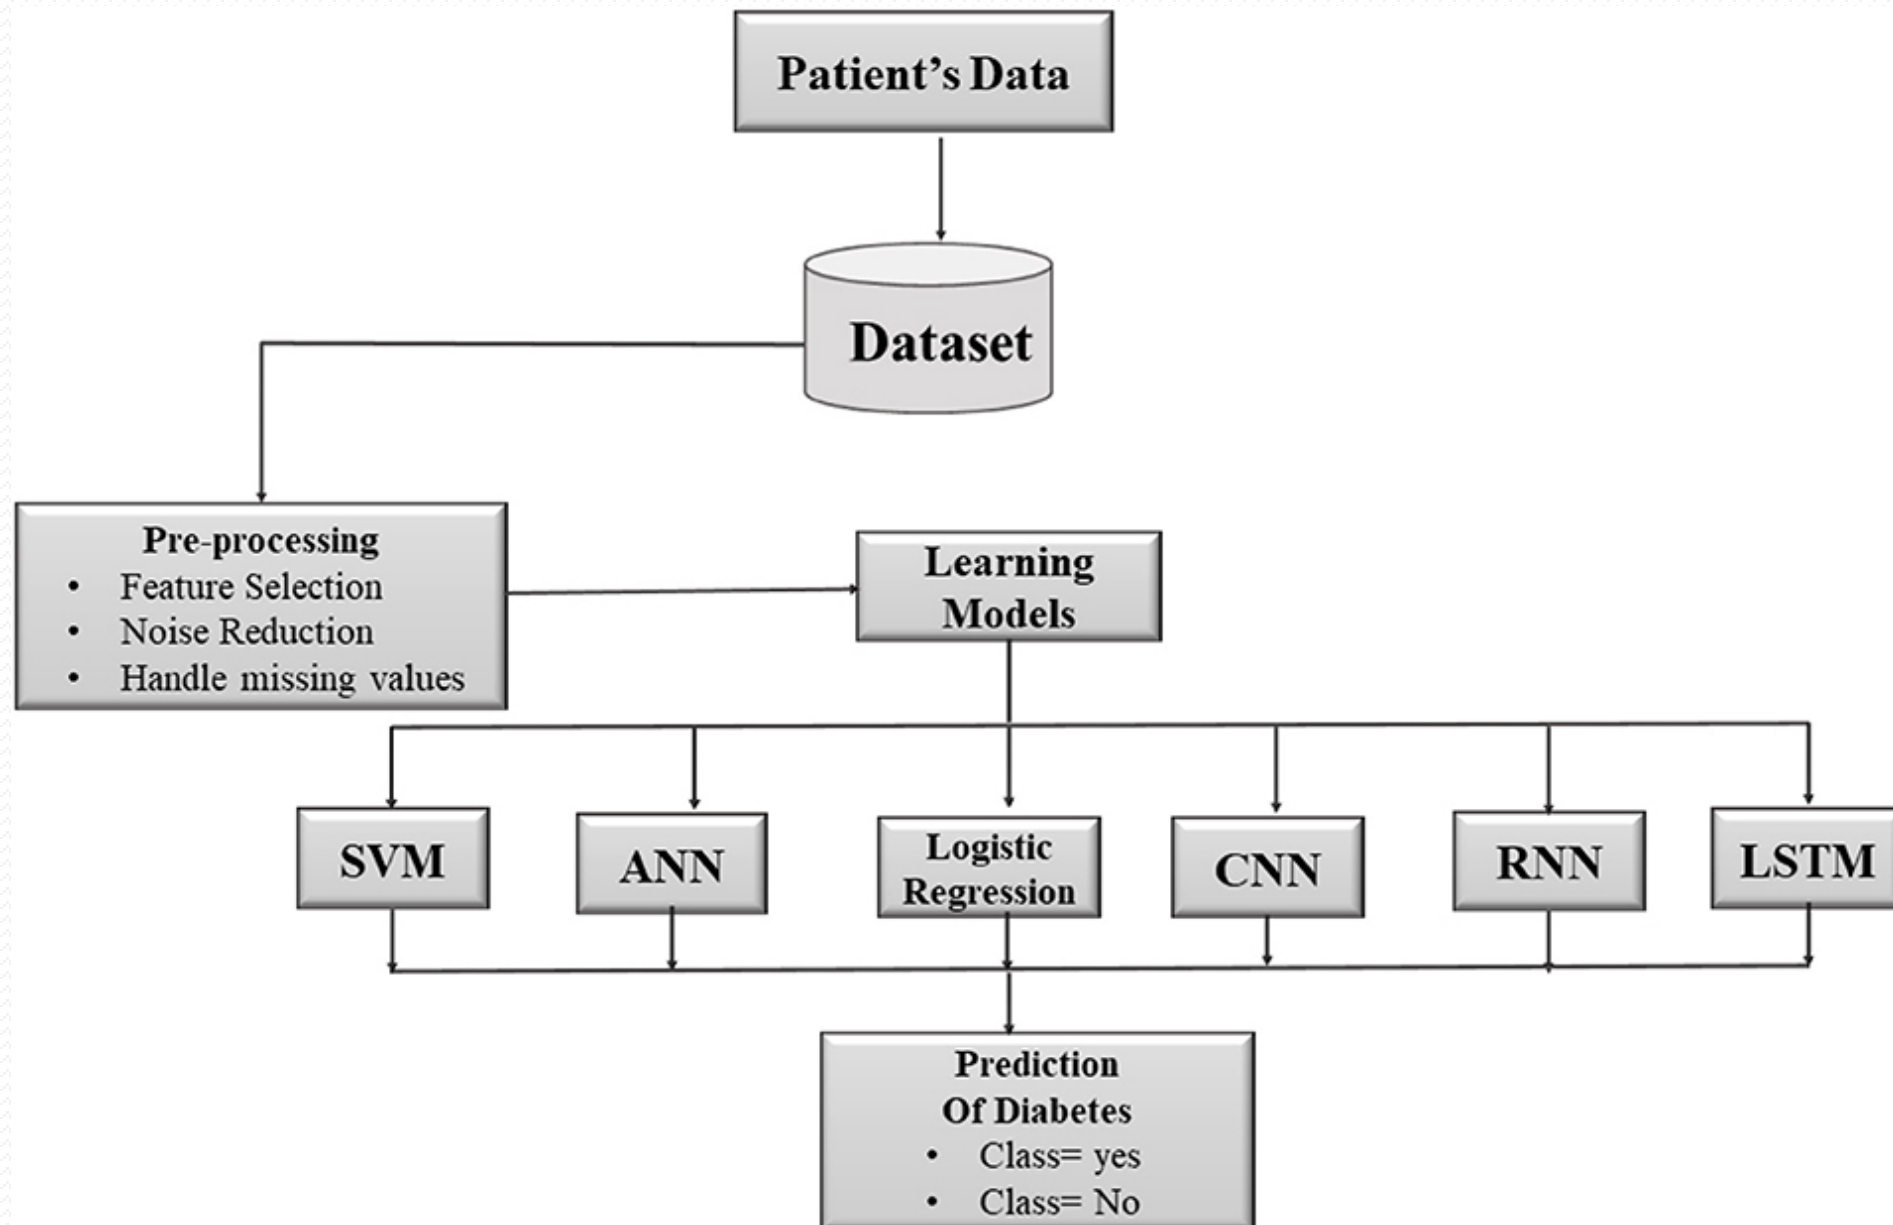 Patient's Data
Dataset
Pre-processing
• Feature Selection
• Noise Reduction
• Handle missing values
Learning
Models
SVM
ANN
Logistic
Regression
CNN
RNN
LSTM
Prediction
Of Diabetes
• Class= yes
• Class= No